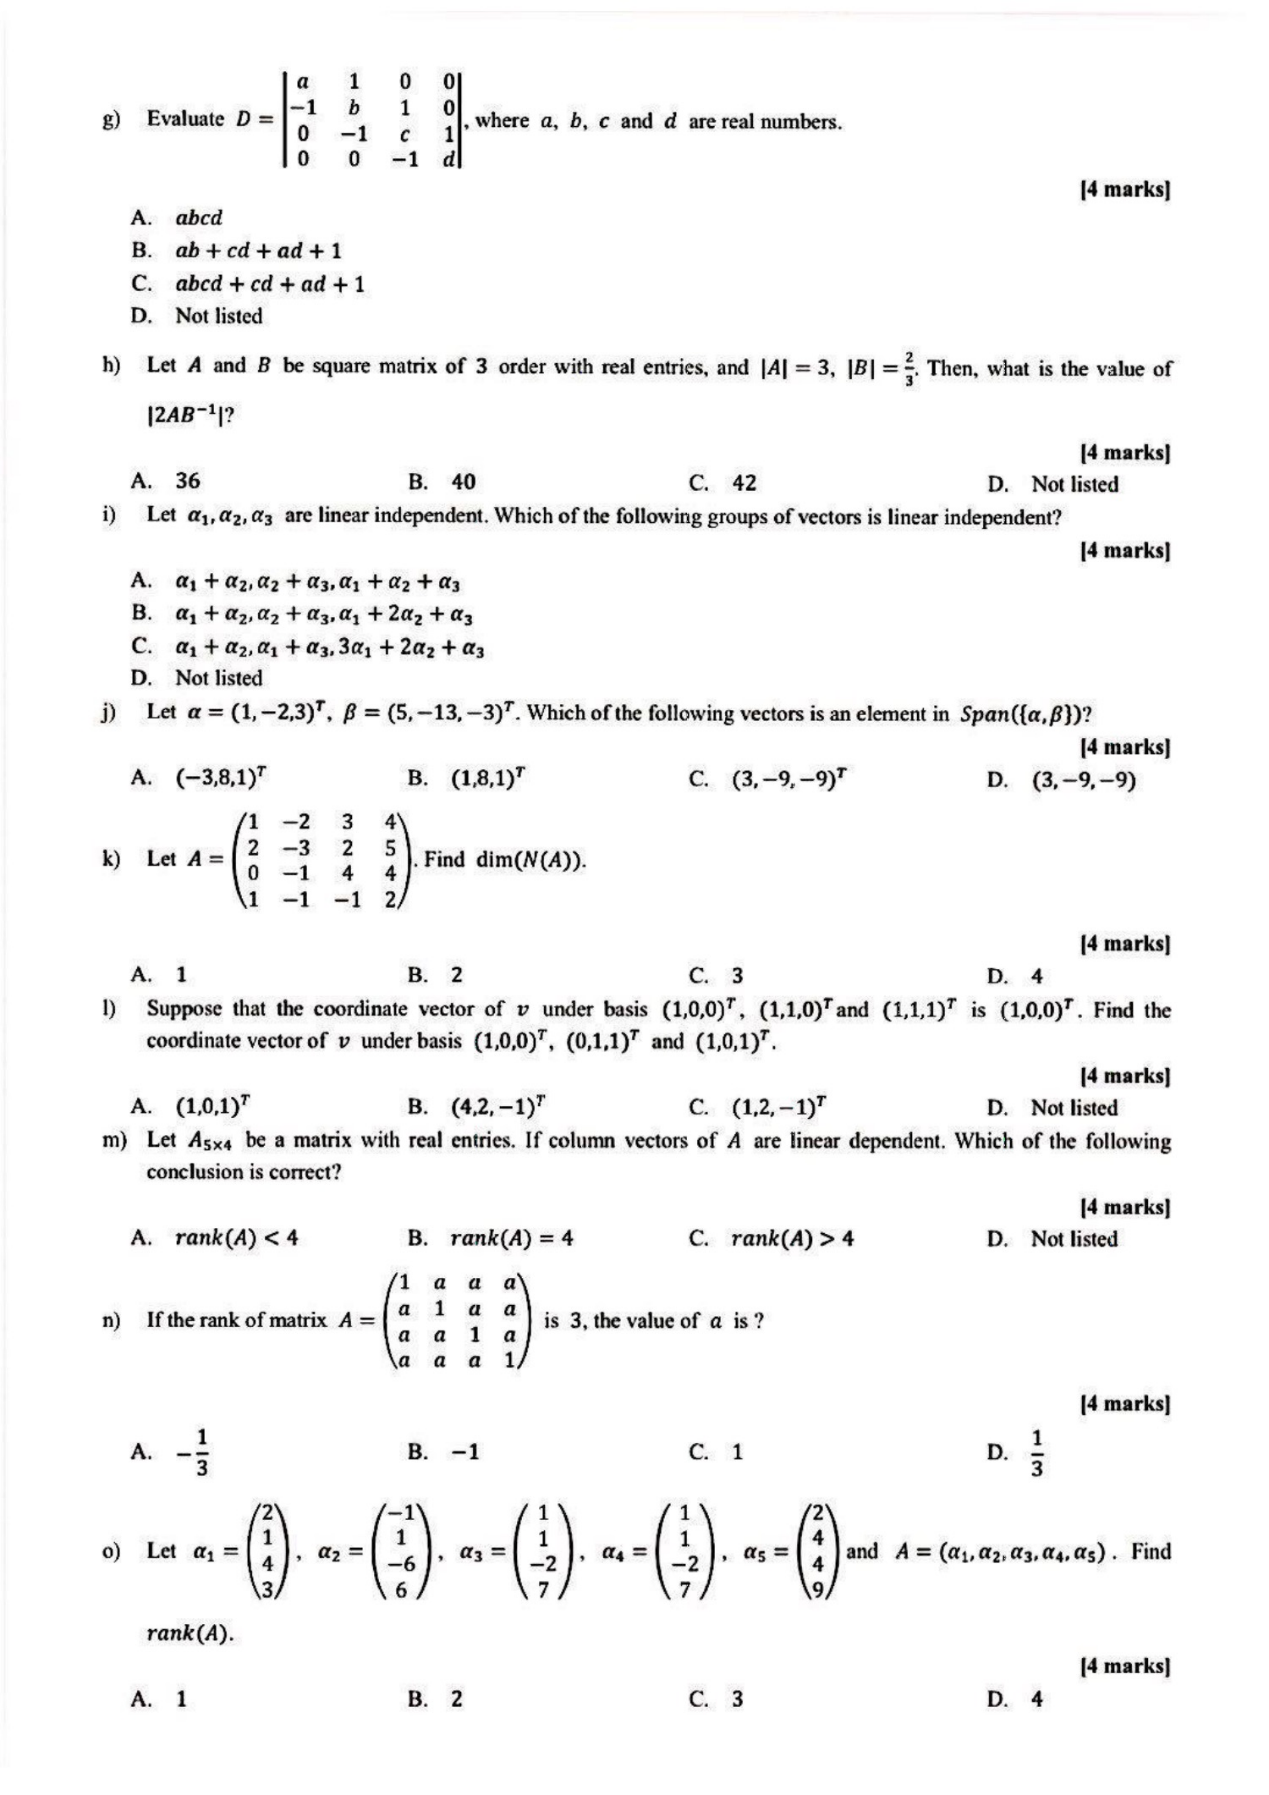 g) Evaluate D = | a 1 0 0 |
| −1 b 1 0 |
| 0 −1 c 1 |
| 0 0 −1 d | , where a, b, c and d are real numbers.
[4 marks]
A. abcd
B. ab + cd + ad + 1
C. abcd + cd + ad + 1
D. Not listed
h) Let A and B be square matrix of 3 order with real entries, and |A| = 3, |B| = 2/3. Then, what is the value of
|2AB⁻¹|?
[4 marks]
A. 36 B. 40 C. 42 D. Not listed
i) Let α₁, α₂, α₃ are linear independent. Which of the following groups of vectors is linear independent?
[4 marks]
A. α₁ + α₂, α₂ + α₃, α₁ + α₂ + α₃
B. α₁ + α₂, α₂ + α₃, α₁ + 2α₂ + α₃
C. α₁ + α₂, α₁ + α₃, 3α₁ + 2α₂ + α₃
D. Not listed
j) Let α = (1, −2,3)ᵀ, β = (5, −13, −3)ᵀ. Which of the following vectors is an element in Span({α, β})?
[4 marks]
A. (−3,8,1)ᵀ B. (1,8,1)ᵀ C. (3, −9, −9)ᵀ D. (3, −9, −9)
k) Let A = ( 1 −2 3 4 )
( 2 −3 2 5 )
( 0 −1 4 4 )
( 1 −1 −1 2 ) . Find dim(N(A)).
[4 marks]
A. 1 B. 2 C. 3 D. 4
l) Suppose that the coordinate vector of v under basis (1,0,0)ᵀ, (1,1,0)ᵀ and (1,1,1)ᵀ is (1,0,0)ᵀ. Find the
coordinate vector of v under basis (1,0,0)ᵀ, (0,1,1)ᵀ and (1,0,1)ᵀ.
[4 marks]
A. (1,0,1)ᵀ B. (4,2, −1)ᵀ C. (1,2, −1)ᵀ D. Not listed
m) Let A₅ₓ₄ be a matrix with real entries. If column vectors of A are linear dependent. Which of the following
conclusion is correct?
[4 marks]
A. rank(A) < 4 B. rank(A) = 4 C. rank(A) > 4 D. Not listed
n) If the rank of matrix A = ( 1 a a a )
( a 1 a a )
( a a 1 a )
( a a a 1 ) is 3, the value of a is ?
[4 marks]
A. −1/3 B. −1 C. 1 D. 1/3
o) Let α₁ = (2 1 4 3), α₂ = (−1 1 −6 6), α₃ = (1 1 −2 7), α₄ = (1 1 −2 7), α₅ = (2 4 4 9) and A = (α₁, α₂, α₃, α₄, α₅) . Find
rank(A).
[4 marks]
A. 1 B. 2 C. 3 D. 4